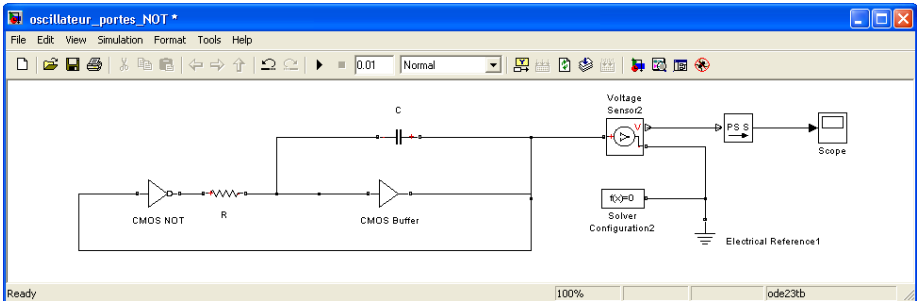 oscillateur_portes_NOT *
File Edit View Simulation Format Tools Help
0.01 Normal
C
Voltage
Sensor2
V
PS S
Scope
CMOS NOT
R
CMOS Buffer
f(x)=0
Solver
Configuration2
Electrical Reference1
Ready 100% ode23tb